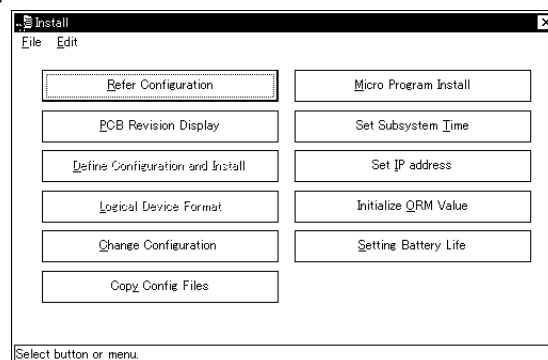 Install
File Edit
Refer Configuration
PCB Revision Display
Define Configuration and Install
Logical Device Format
Change Configuration
Copy Config Files
Micro Program Install
Set Subsystem Time
Set IP address
Initialize ORM Value
Setting Battery Life
Select button or menu.